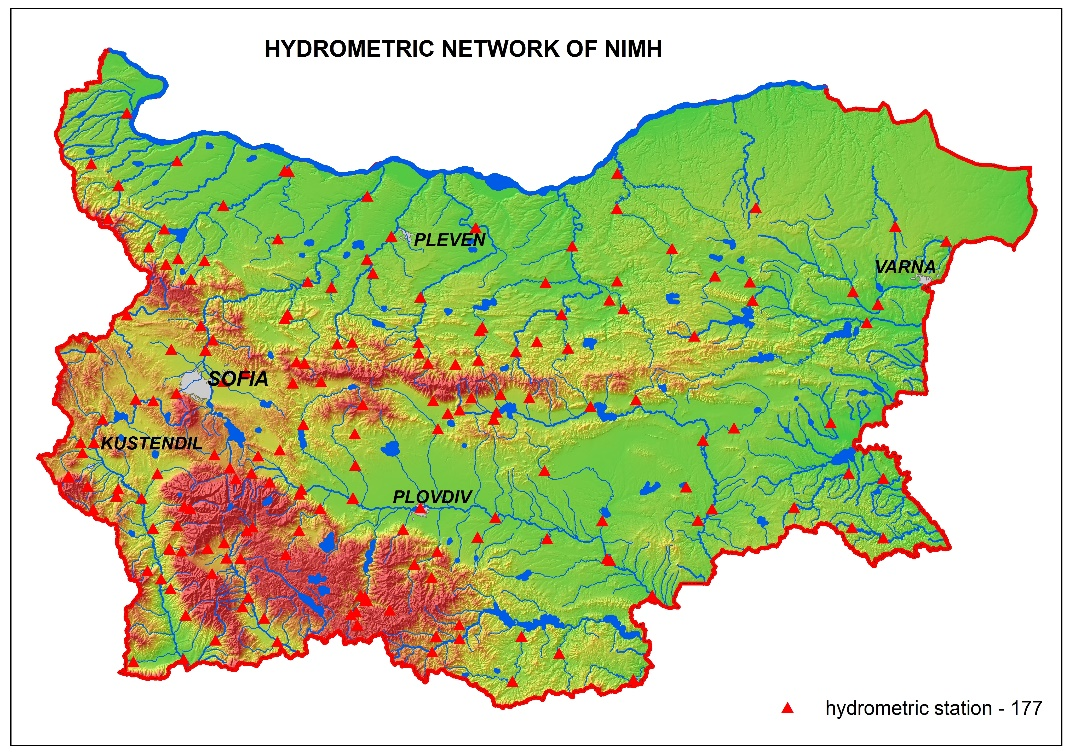 HYDROMETRIC NETWORK OF NIMH
PLEVEN
VARNA
SOFIA
KUSTENDIL
PLOVDIV
hydrometric station - 177